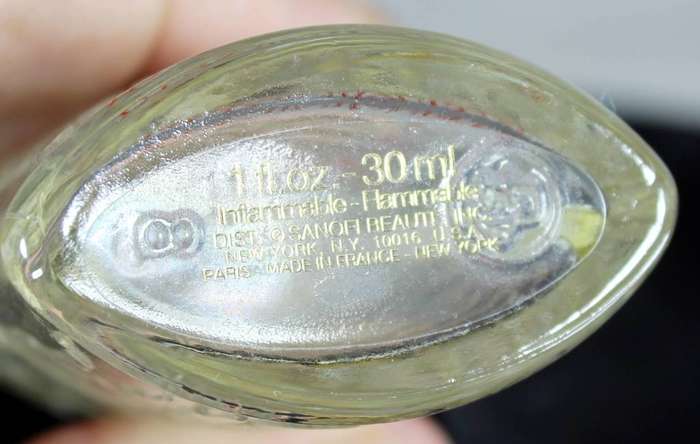 1 fl.oz - 30 ml
Inflammable - Flammable
DIST. © SANOFI BEAUTE INC.
NEW YORK, N.Y. 10016 U.S.A.
PARIS - MADE IN FRANCE - NEW YORK